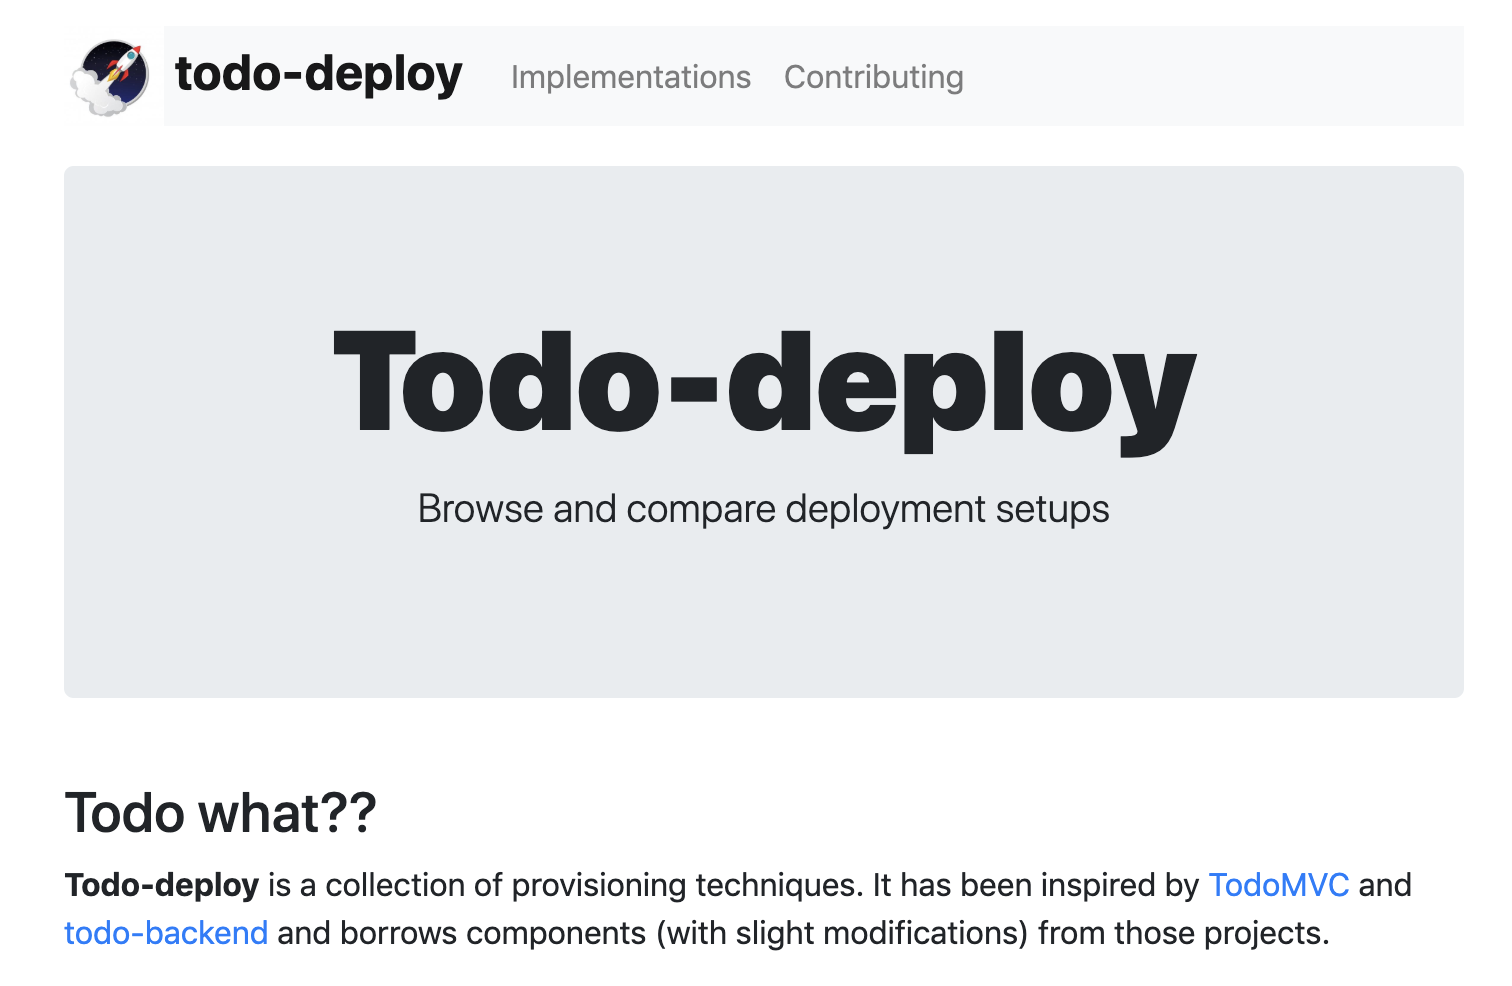 todo-deploy Implementations Contributing
Todo-deploy
Browse and compare deployment setups
Todo what??
Todo-deploy is a collection of provisioning techniques. It has been inspired by TodoMVC and
todo-backend and borrows components (with slight modifications) from those projects.